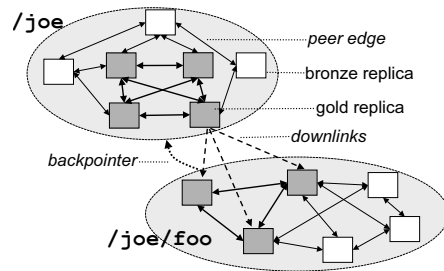 /joe
peer edge
bronze replica
gold replica
downlinks
backpointer
/joe/foo